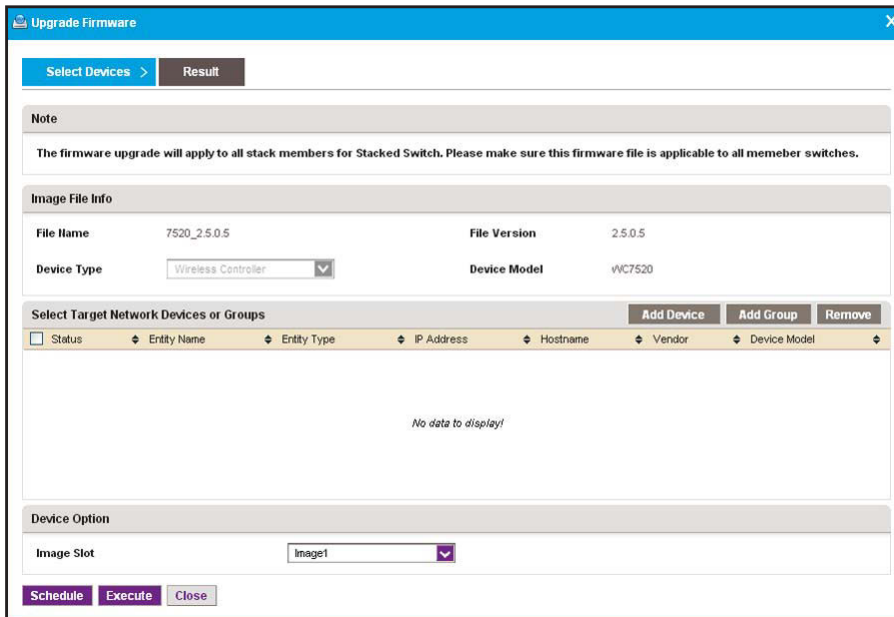 Upgrade Firmware X
Select Devices > Result
Note
The firmware upgrade will apply to all stack members for Stacked Switch. Please make sure this firmware file is applicable to all memeber switches.
Image File Info
File Name 7520_2.5.0.5 File Version 2.5.0.5
Device Type Wireless Controller Device Model WC7520
Select Target Network Devices or Groups Add Device Add Group Remove
Status Entity Name Entity Type IP Address Hostname Vendor Device Model
No data to display!
Device Option
Image Slot Image1
Schedule Execute Close